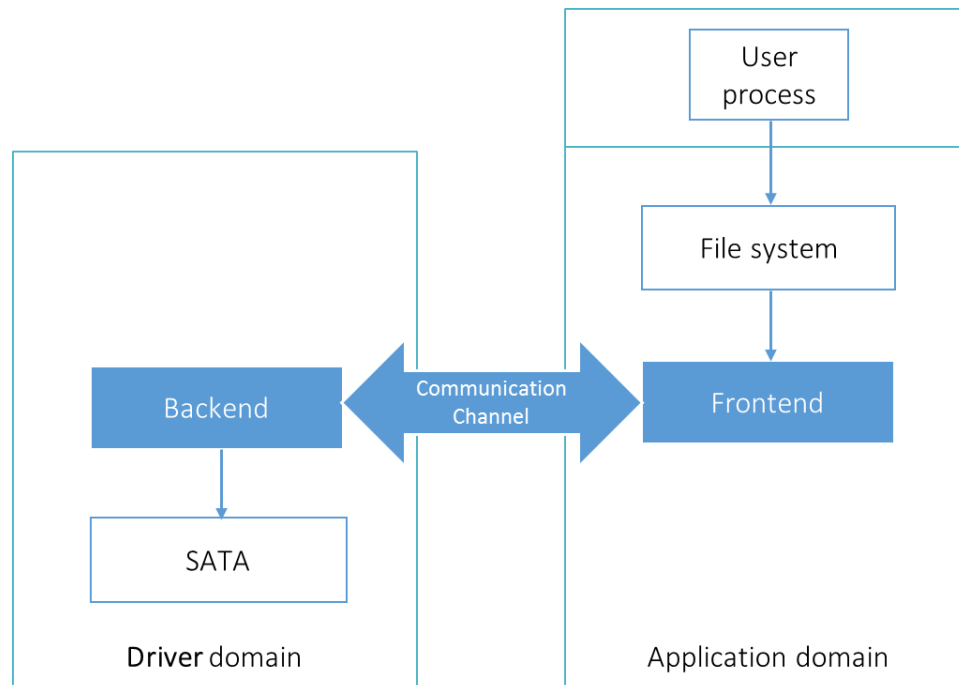 User
process
File system
Communication
Channel
Backend
Frontend
SATA
Driver domain
Application domain